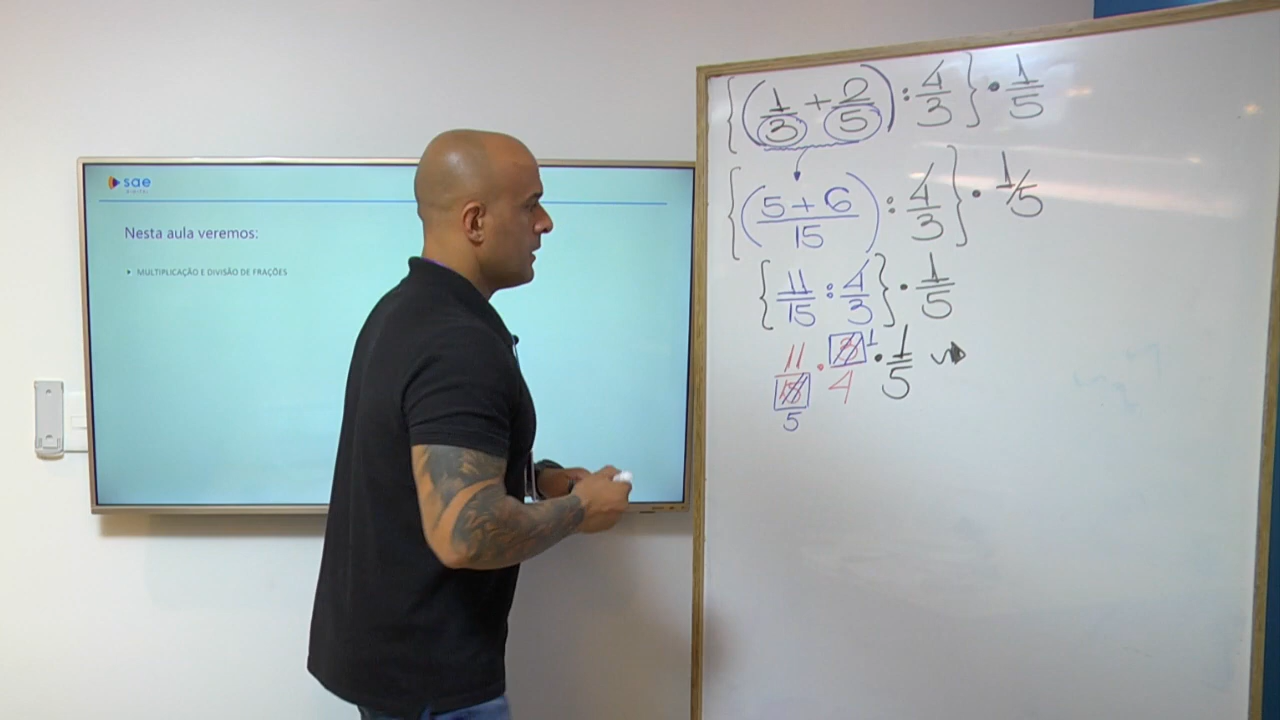 sae
DIGITAL
Nesta aula veremos:
MULTIPLICAÇÃO E DIVISÃO DE FRAÇÕES
{(1/3 + 2/5) : 4/3} · 1/5
{((5 + 6)/15) : 4/3} · 1/5
{11/15 : 4/3} · 1/5
11/15 · 3/4 · 1/5
1
5